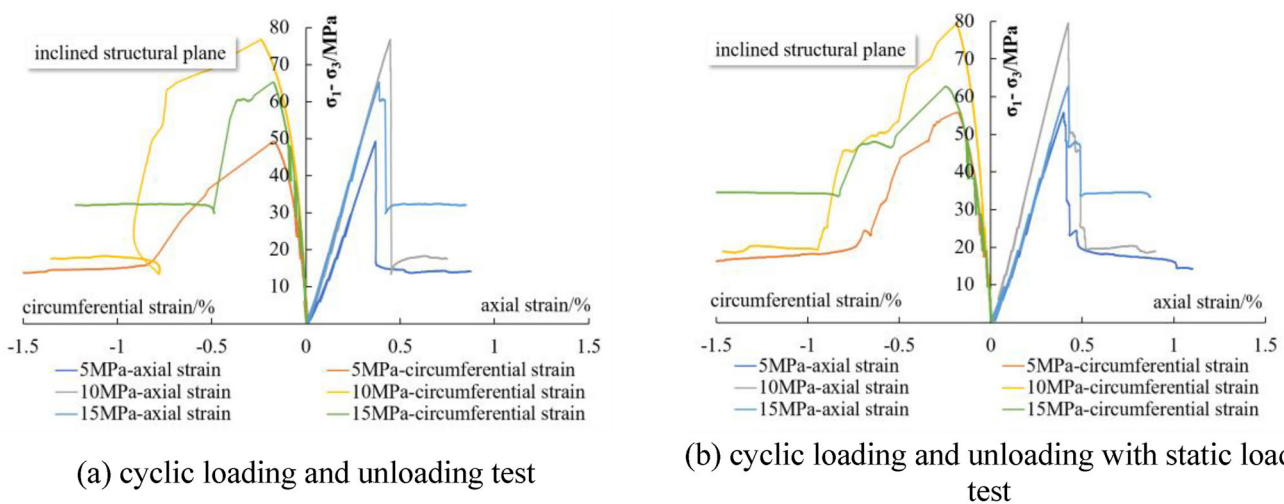 80
70
60
50
40
30
20
10
σ₁- σ₃/MPa
inclined structural plane
circumferential strain/%
axial strain/%
-1.5 -1 -0.5 0 0.5 1 1.5
5MPa-axial strain 5MPa-circumferential strain
10MPa-axial strain 10MPa-circumferential strain
15MPa-axial strain 15MPa-circumferential strain
(a) cyclic loading and unloading test
80
70
60
50
40
30
20
10
σ₁- σ₃/MPa
inclined structural plane
circumferential strain/%
axial strain/%
-1.5 -1 -0.5 0 0.5 1 1.5
5MPa-axial strain 5MPa-circumferential strain
10MPa-axial strain 10MPa-circumferential strain
15MPa-axial strain 15MPa-circumferential strain
(b) cyclic loading and unloading with static load
test